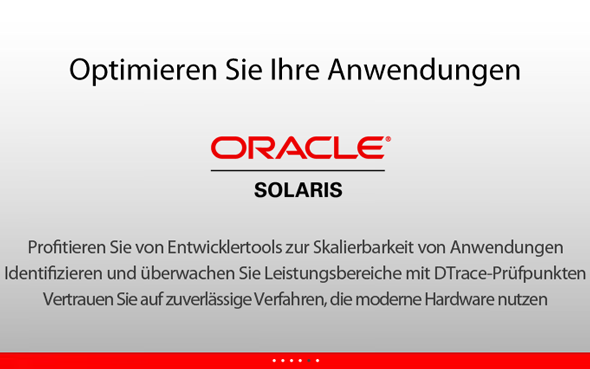 Optimieren Sie Ihre Anwendungen
ORACLE®
SOLARIS
Profitieren Sie von Entwicklertools zur Skalierbarkeit von Anwendungen
Identifizieren und überwachen Sie Leistungsbereiche mit DTrace-Prüfpunkten
Vertrauen Sie auf zuverlässige Verfahren, die moderne Hardware nutzen